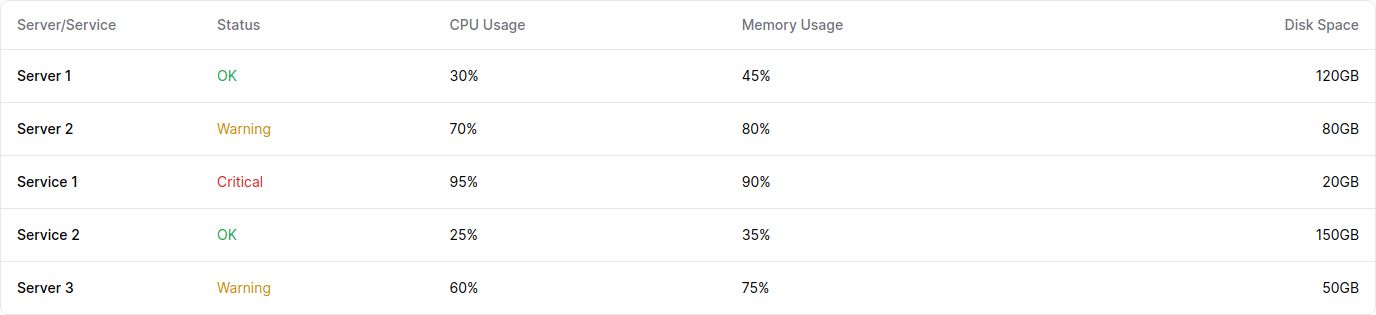 Server/Service Status CPU Usage Memory Usage Disk Space
Server 1 OK 30% 45% 120GB
Server 2 Warning 70% 80% 80GB
Service 1 Critical 95% 90% 20GB
Service 2 OK 25% 35% 150GB
Server 3 Warning 60% 75% 50GB